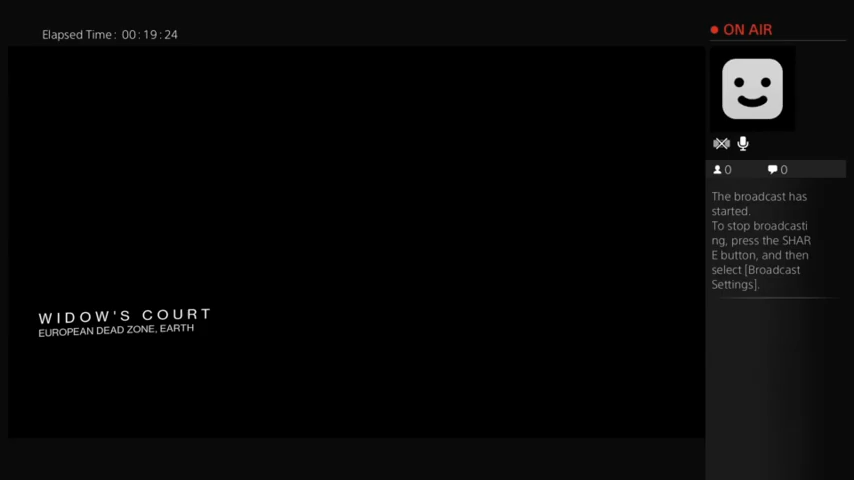 Elapsed Time: 00:19:24
ON AIR
0 0
The broadcast has
started.
To stop broadcasti
ng, press the SHAR
E button, and then
select [Broadcast
Settings].
WIDOW'S COURT
EUROPEAN DEAD ZONE, EARTH